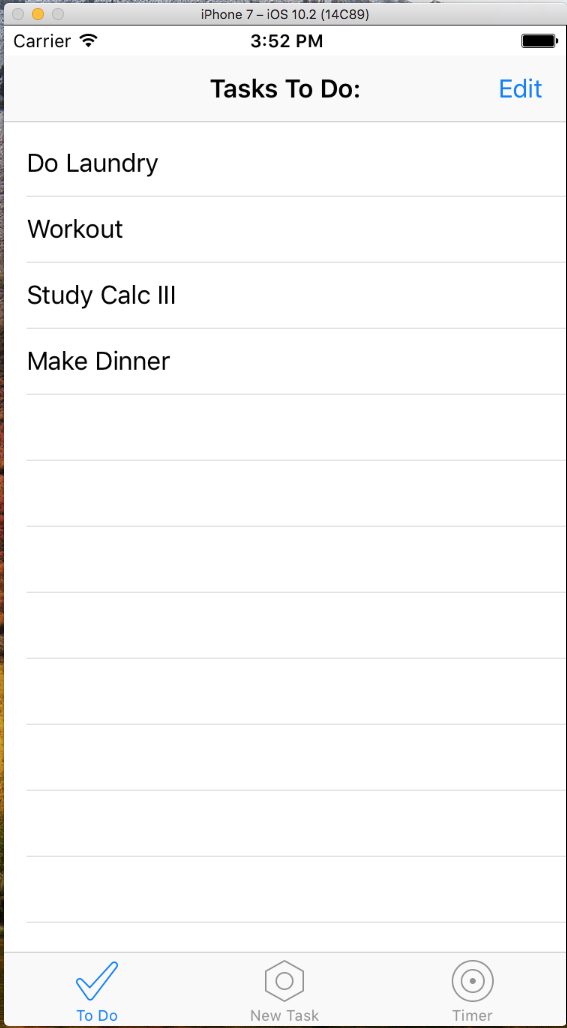 iPhone 7 – iOS 10.2 (14C89)
Carrier 3:52 PM
Tasks To Do: Edit
Do Laundry
Workout
Study Calc III
Make Dinner
To Do New Task Timer